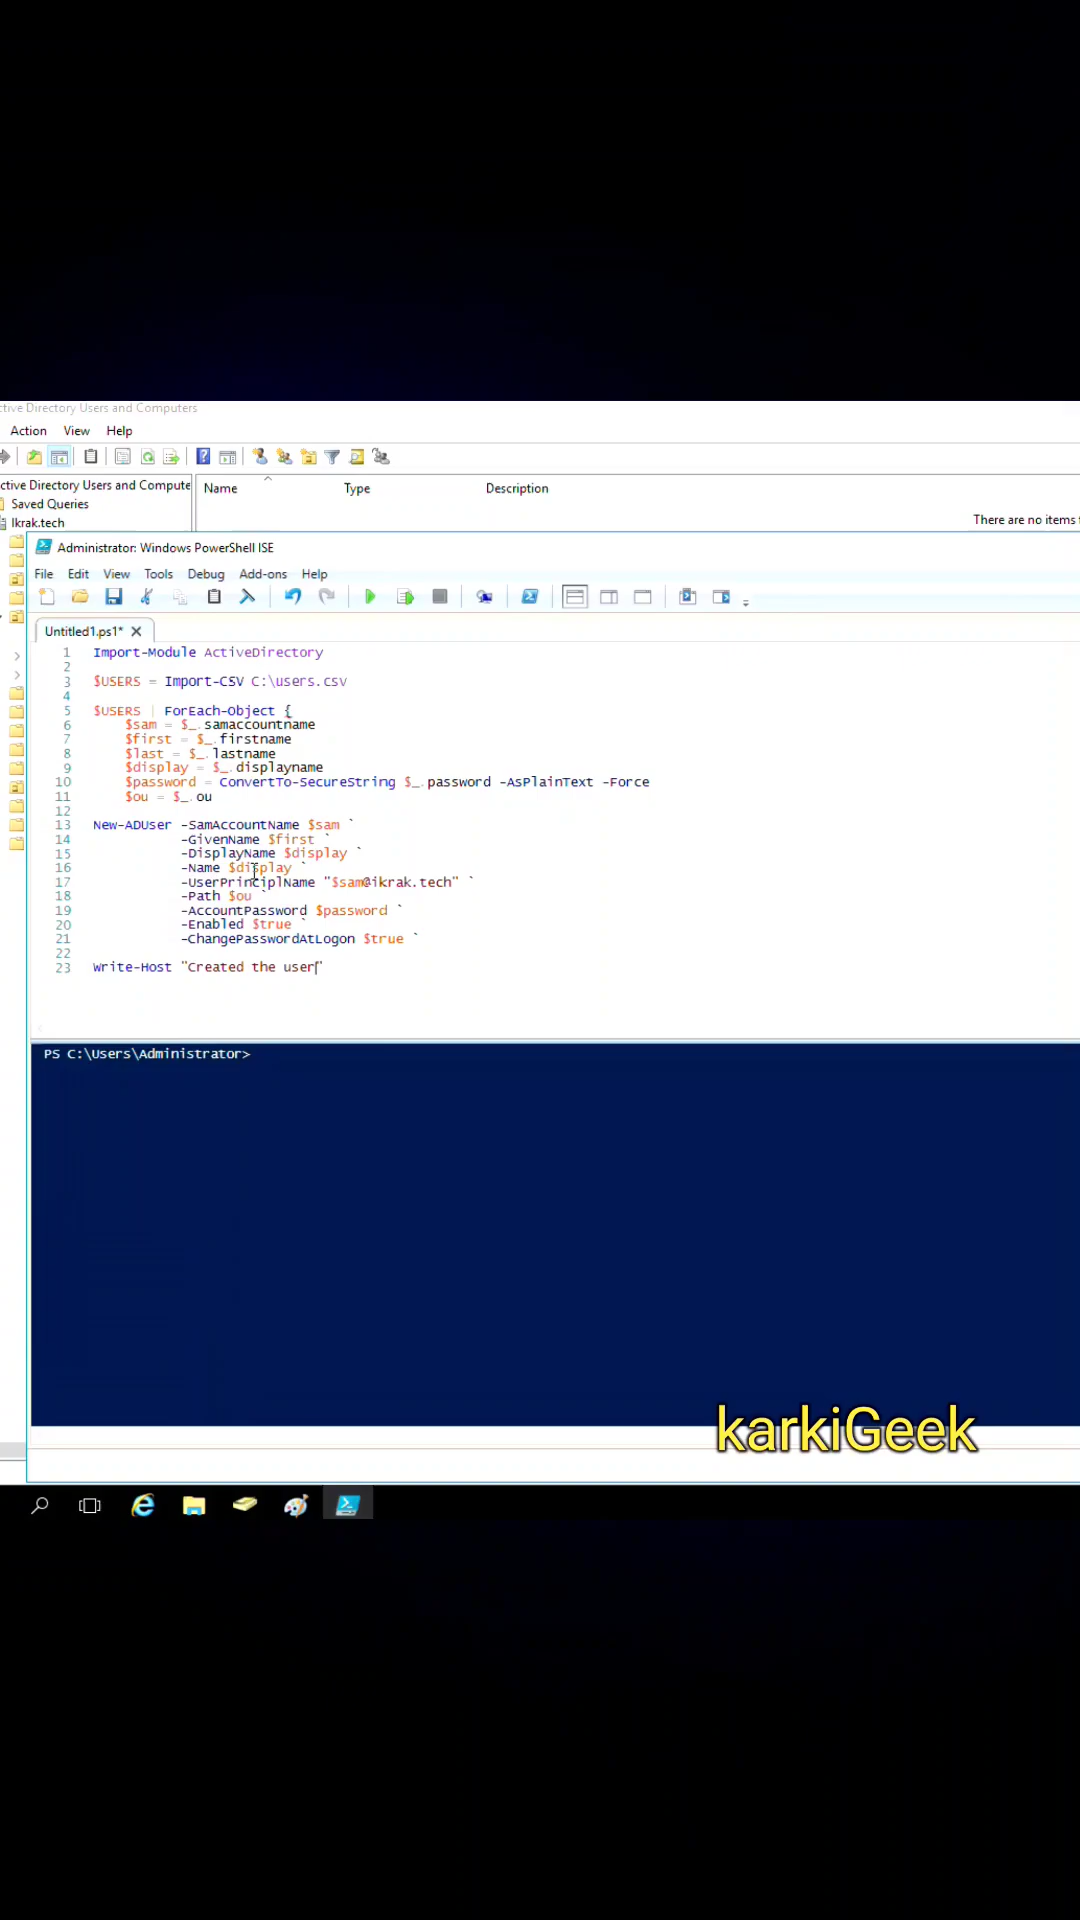 ctive Directory Users and Computers
Action View Help
ctive Directory Users and Compute
Name Type Description
Saved Queries
Ikrak.tech
There are no items f
Administrator: Windows PowerShell ISE
File Edit View Tools Debug Add-ons Help
Untitled1.ps1* X
1 Import-Module ActiveDirectory
2
3 $USERS = Import-CSV C:\users.csv
4
5 $USERS | ForEach-Object {
6 $sam = $_.samaccountname
7 $first = $_.firstname
8 $last = $_.lastname
9 $display = $_.displayname
10 $password = ConvertTo-SecureString $_.password -AsPlainText -Force
11 $ou = $_.ou
12
13 New-ADUser -SamAccountName $sam `
14 -GivenName $first `
15 -DisplayName $display `
16 -Name $display `
17 -UserPrinciplName "$sam@ikrak.tech" `
18 -Path $ou `
19 -AccountPassword $password `
20 -Enabled $true `
21 -ChangePasswordAtLogon $true `
22
23 Write-Host "Created the user"
PS C:\Users\Administrator>
karkiGeek